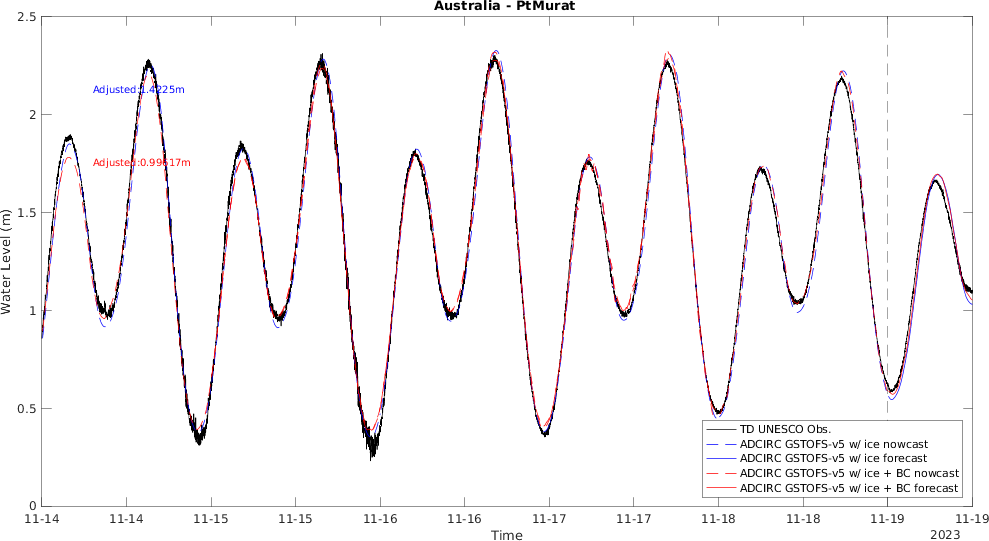 Australia - PtMurat
2.5
2
1.5
1
0.5
0
Water Level (m)
Adjusted:1.4225m
Adjusted:0.99617m
TD UNESCO Obs.
ADCIRC GSTOFS-v5 w/ ice nowcast
ADCIRC GSTOFS-v5 w/ ice forecast
ADCIRC GSTOFS-v5 w/ ice + BC nowcast
ADCIRC GSTOFS-v5 w/ ice + BC forecast
11-14 11-14 11-15 11-15 11-16 11-16 11-17 11-17 11-18 11-18 11-19 11-19
Time
2023